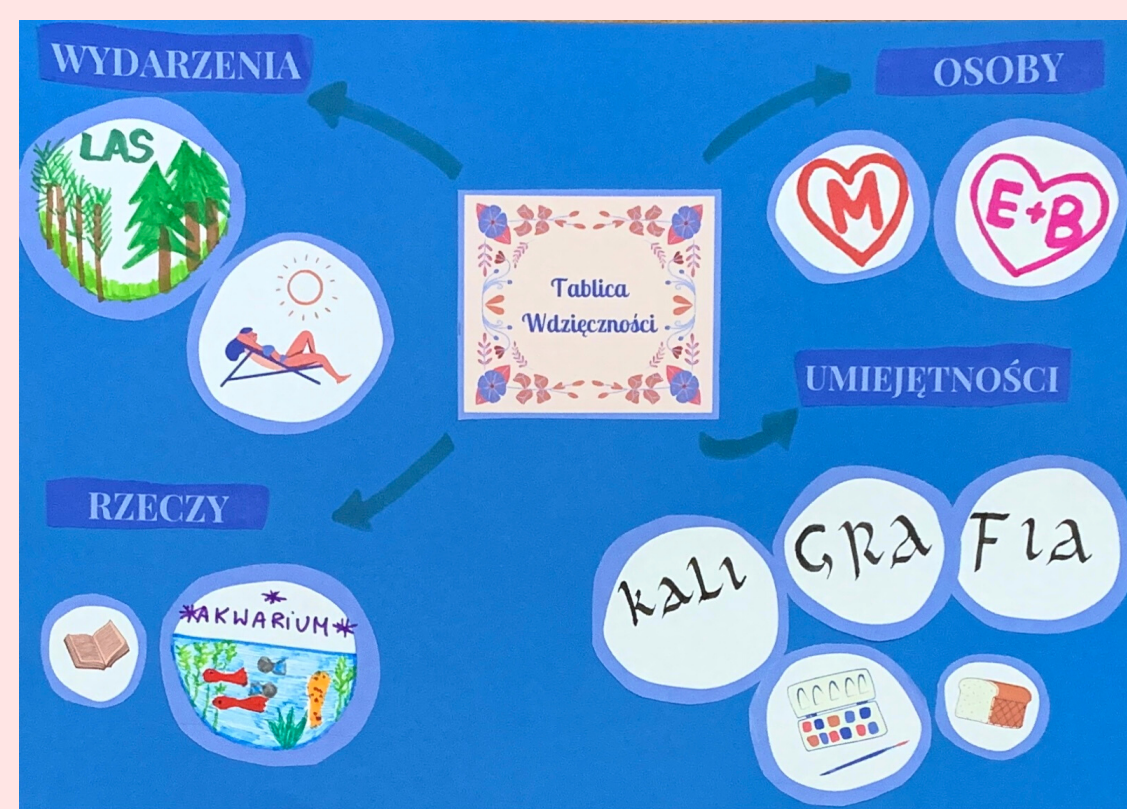 WYDARZENIA
OSOBY
LAS
M
E+B
Tablica
Wdzięczności
UMIEJĘTNOŚCI
RZECZY
AKWARIUM
kALI
GRA
FIA